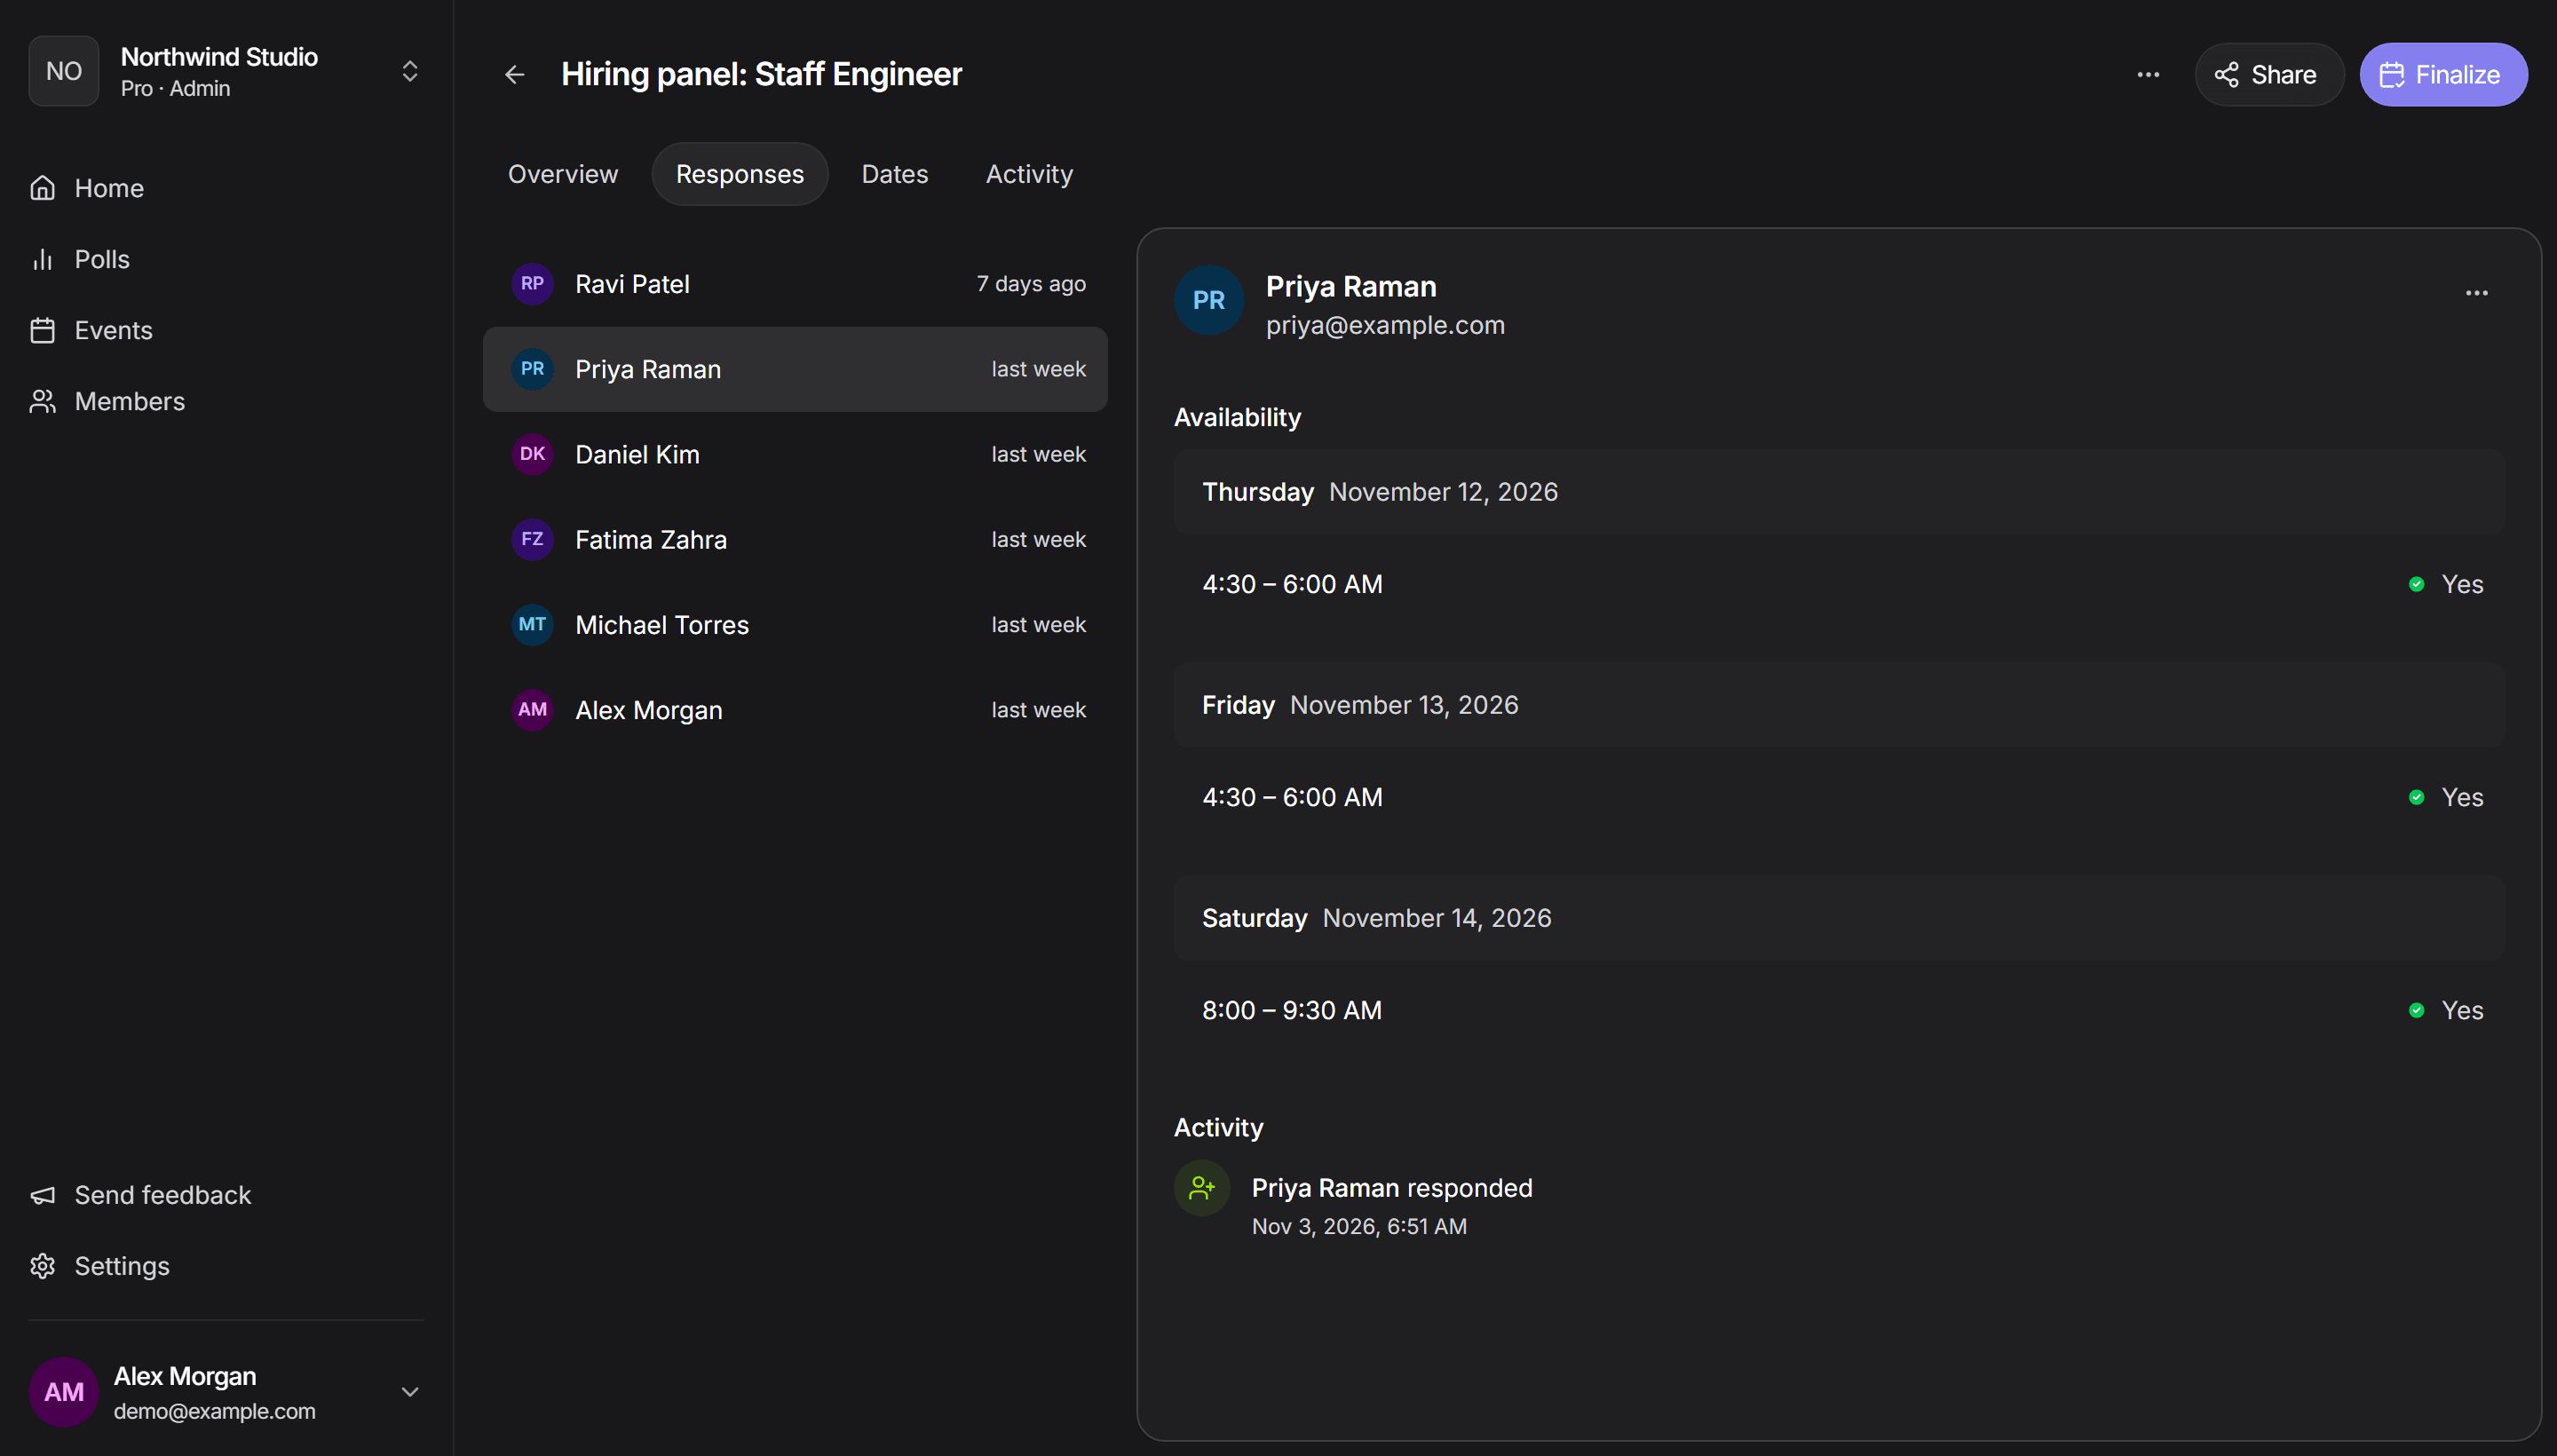 NO
Northwind Studio
Pro · Admin
Home
Polls
Events
Members
Send feedback
Settings
AM
Alex Morgan
demo@example.com
Hiring panel: Staff Engineer
Share
Finalize
Overview
Responses
Dates
Activity
RP Ravi Patel 7 days ago
PR Priya Raman last week
DK Daniel Kim last week
FZ Fatima Zahra last week
MT Michael Torres last week
AM Alex Morgan last week
PR
Priya Raman
priya@example.com
Availability
Thursday November 12, 2026
4:30 – 6:00 AM Yes
Friday November 13, 2026
4:30 – 6:00 AM Yes
Saturday November 14, 2026
8:00 – 9:30 AM Yes
Activity
Priya Raman responded
Nov 3, 2026, 6:51 AM